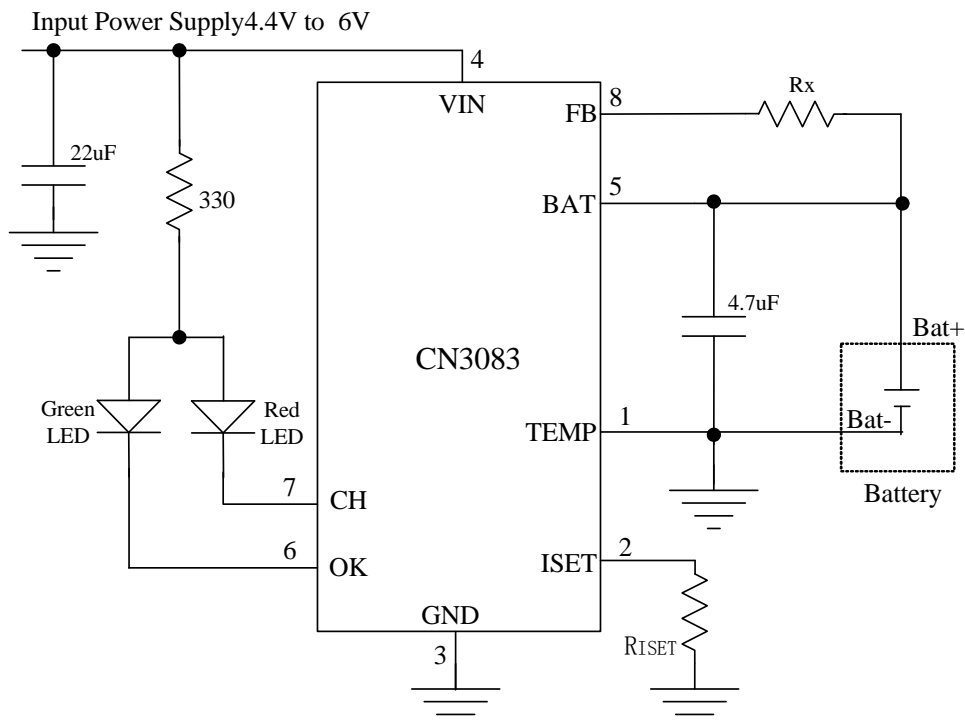 Input Power Supply4.4V to 6V
4
VIN
8
FB
Rx
22uF
330
5
BAT
4.7uF
Bat+
CN3083
Green
LED
Red
LED
1
TEMP
Bat-
Battery
7
CH
6
OK
2
ISET
GND
3
RISET